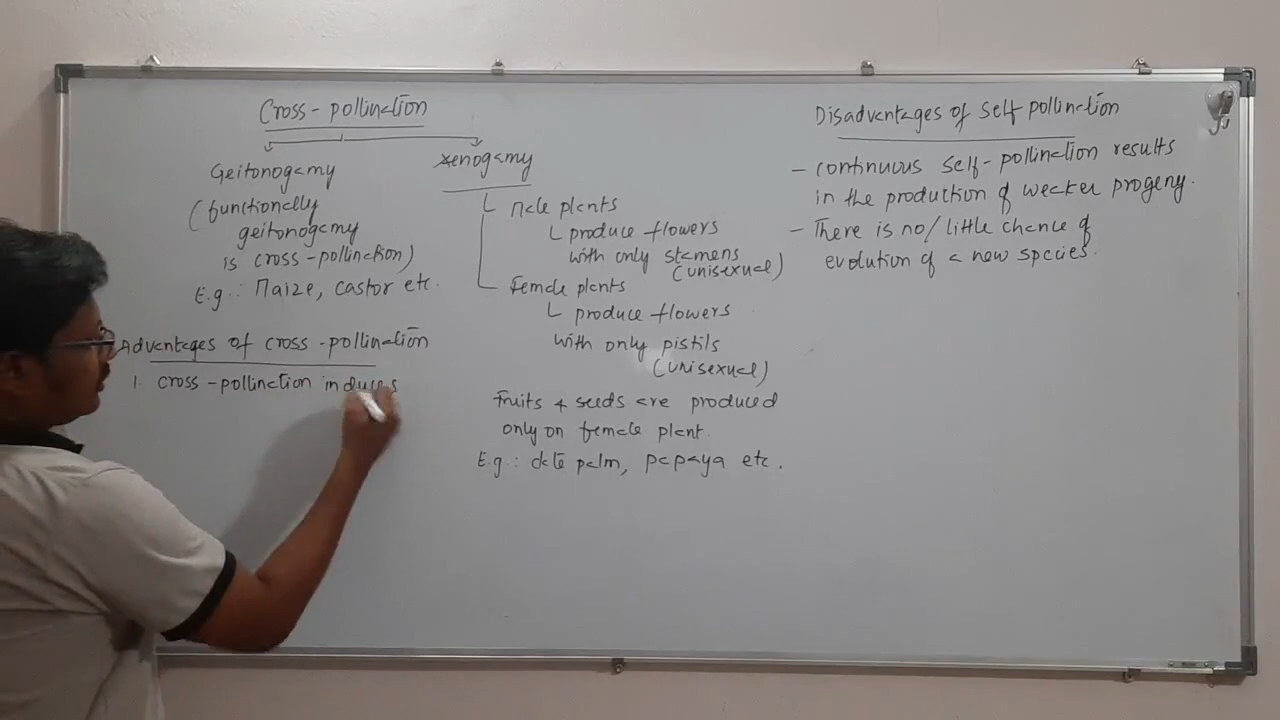 Cross-pollination
Geitonogamy
(functionally
geitonogamy
is cross-pollination)
E.g.: Maize, castor etc.
Xenogamy
Male plants
produce flowers
with only stamens
(unisexual)
Female plants
produce flowers
with only pistils
(unisexual)
Fruits & seeds are produced
only on female plant.
E.g.: date palm, papaya etc.
Advantages of cross-pollination
1. cross-pollination induces
Disadvantages of self pollination
- continuous self-pollination results
in the production of weaker progeny.
- There is no/little chance of
evolution of a new species.